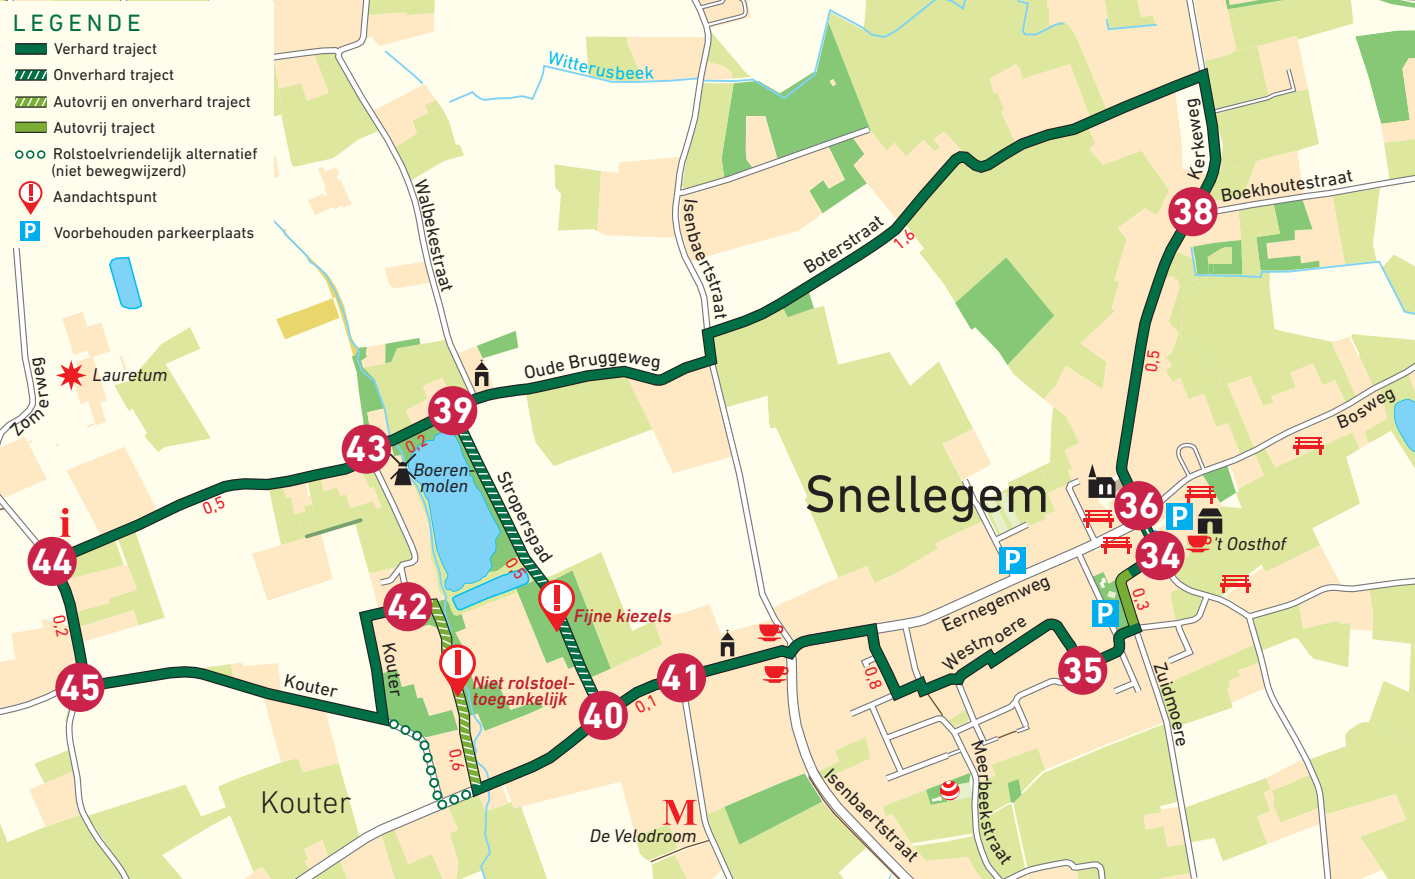 LEGENDE
Verhard traject
Onverhard traject
Autovrij en onverhard traject
Autovrij traject
Rolstoelvriendelijk alternatief
(niet bewegwijzerd)
Aandachtspunt
P
Voorbehouden parkeerplaats
Witterusbeek
Kerkeweg
Boekhoutestraat
38
Walbekestraat
Isenbaertstraat
Boterstraat
1,6
Zomerweg
Lauretum
Oude Bruggeweg
0,5
Bosweg
39
43
0,2
Boeren-
molen
Stroperspad
0,5
0,5
Snellegem
36
P
i
44
34
't Oosthof
P
Eernegemweg
0,3
P
42
Fijne kiezels
0,2
Westmoere
Kouter
35
Zuidmoere
45
Kouter
Niet rolstoel-
toegankelijk
41
0,8
0,1
40
0,6
Meerbeekstraat
Isenbaertstraat
Kouter
M
De Velodroom